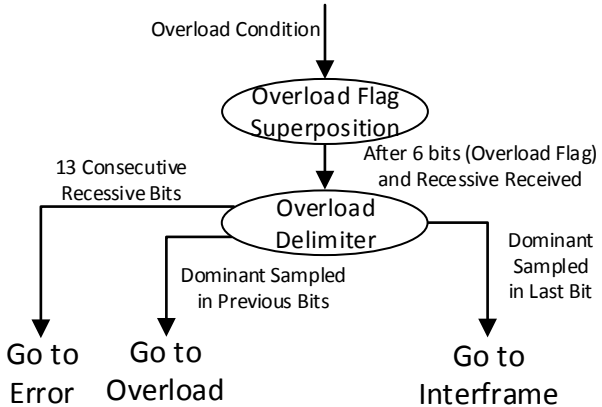 Overload Condition
Overload Flag
Superposition
After 6 bits (Overload Flag)
and Recessive Received
13 Consecutive
Recessive Bits
Overload
Delimiter
Dominant
Sampled
in Last Bit
Dominant Sampled
in Previous Bits
Go to
Error
Go to
Overload
Go to
Interframe